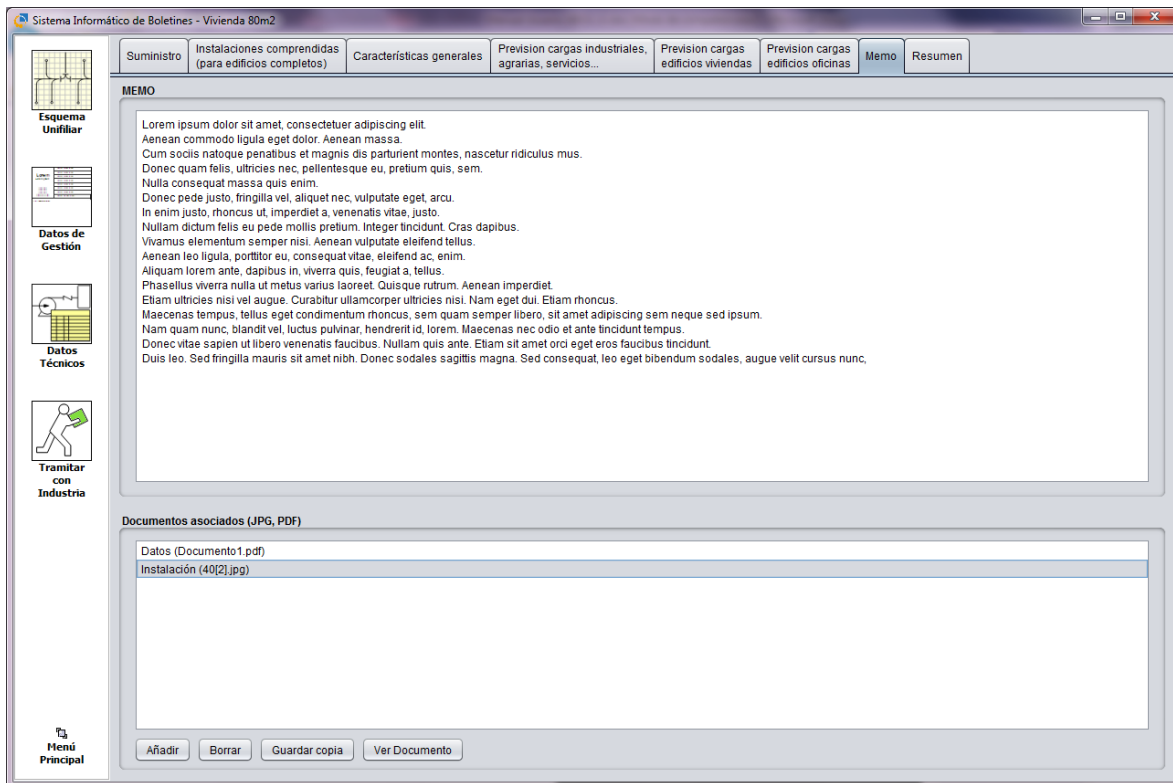 Sistema Informático de Boletines - Vivienda 80m2
Esquema
Unifiliar
Datos de
Gestión
Datos
Técnicos
Tramitar
con
Industria
Menú
Principal
Suministro
Instalaciones comprendidas
(para edificios completos)
Características generales
Prevision cargas industriales,
agrarias, servicios...
Prevision cargas
edificios viviendas
Prevision cargas
edificios oficinas
Memo
Resumen
MEMO
Lorem ipsum dolor sit amet, consectetuer adipiscing elit.
Aenean commodo ligula eget dolor. Aenean massa.
Cum sociis natoque penatibus et magnis dis parturient montes, nascetur ridiculus mus.
Donec quam felis, ultricies nec, pellentesque eu, pretium quis, sem.
Nulla consequat massa quis enim.
Donec pede justo, fringilla vel, aliquet nec, vulputate eget, arcu.
In enim justo, rhoncus ut, imperdiet a, venenatis vitae, justo.
Nullam dictum felis eu pede mollis pretium. Integer tincidunt. Cras dapibus.
Vivamus elementum semper nisi. Aenean vulputate eleifend tellus.
Aenean leo ligula, porttitor eu, consequat vitae, eleifend ac, enim.
Aliquam lorem ante, dapibus in, viverra quis, feugiat a, tellus.
Phasellus viverra nulla ut metus varius laoreet. Quisque rutrum. Aenean imperdiet.
Etiam ultricies nisi vel augue. Curabitur ullamcorper ultricies nisi. Nam eget dui. Etiam rhoncus.
Maecenas tempus, tellus eget condimentum rhoncus, sem quam semper libero, sit amet adipiscing sem neque sed ipsum.
Nam quam nunc, blandit vel, luctus pulvinar, hendrerit id, lorem. Maecenas nec odio et ante tincidunt tempus.
Donec vitae sapien ut libero venenatis faucibus. Nullam quis ante. Etiam sit amet orci eget eros faucibus tincidunt.
Duis leo. Sed fringilla mauris sit amet nibh. Donec sodales sagittis magna. Sed consequat, leo eget bibendum sodales, augue velit cursus nunc,
Documentos asociados (JPG, PDF)
Datos (Documento1.pdf)
Instalación (40[2].jpg)
Añadir
Borrar
Guardar copia
Ver Documento